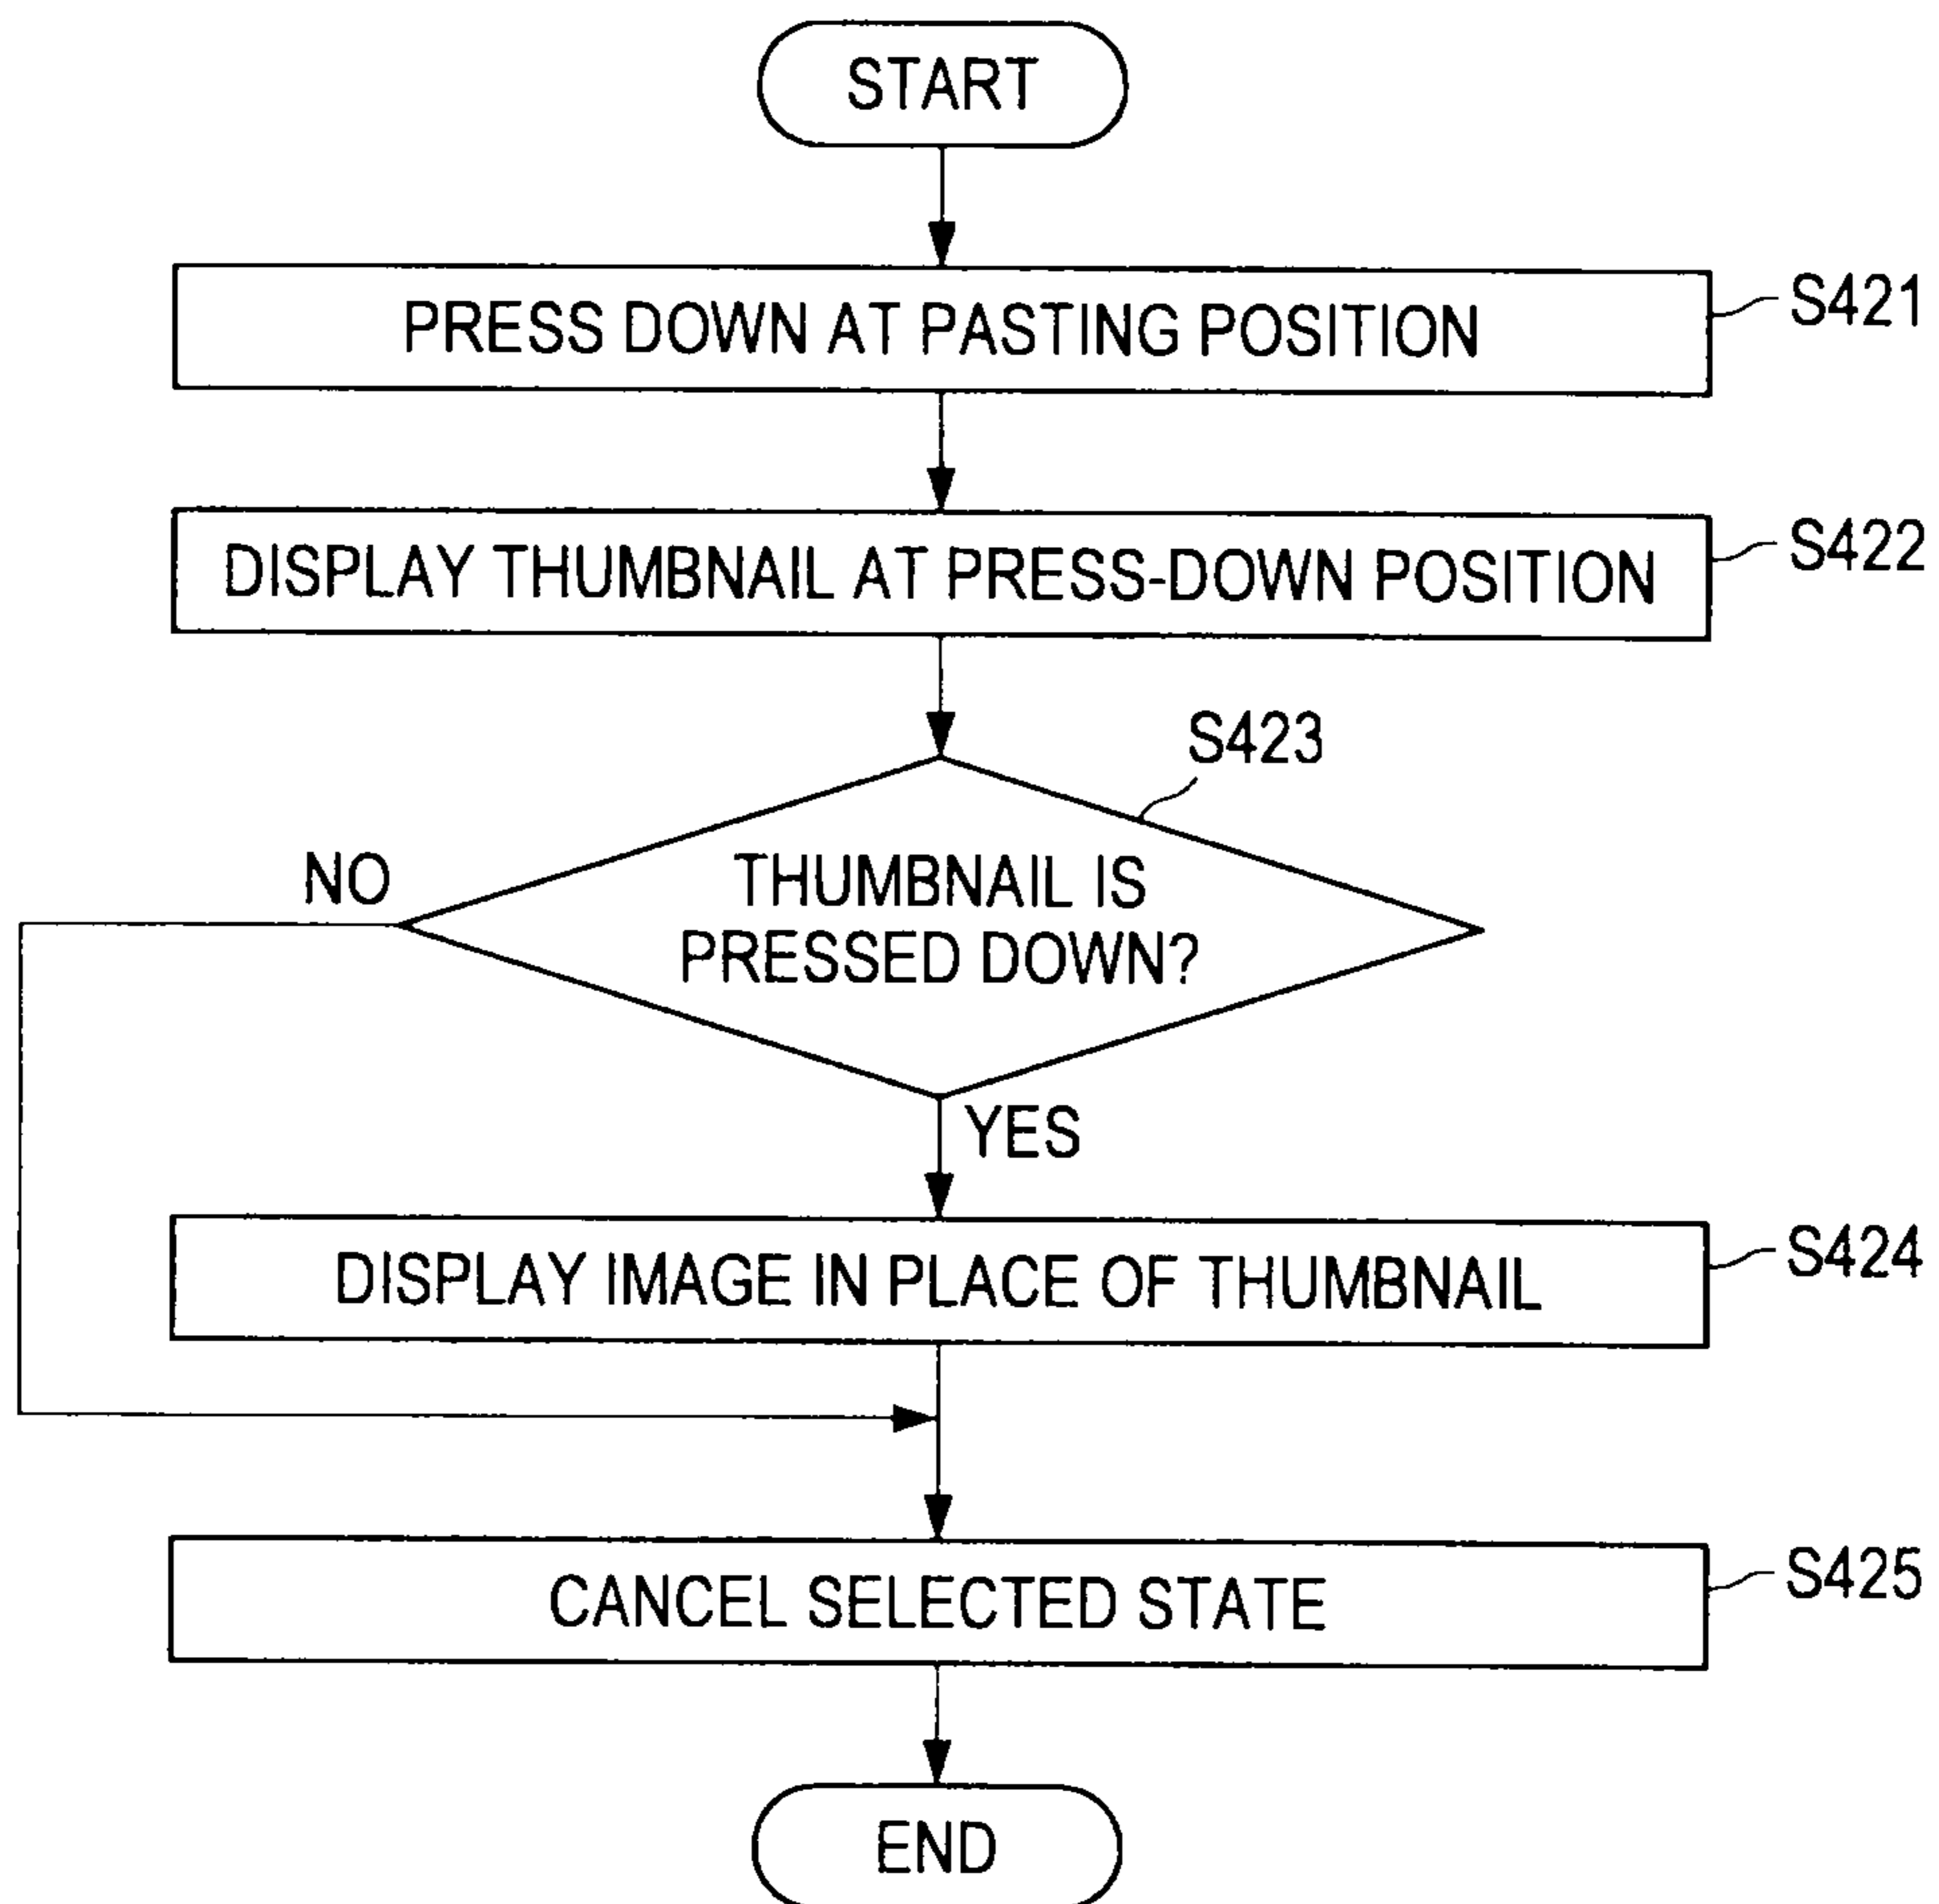 START
PRESS DOWN AT PASTING POSITION
S421
DISPLAY THUMBNAIL AT PRESS-DOWN POSITION
S422
S423
NO
THUMBNAIL IS
PRESSED DOWN?
YES
DISPLAY IMAGE IN PLACE OF THUMBNAIL
S424
CANCEL SELECTED STATE
S425
END